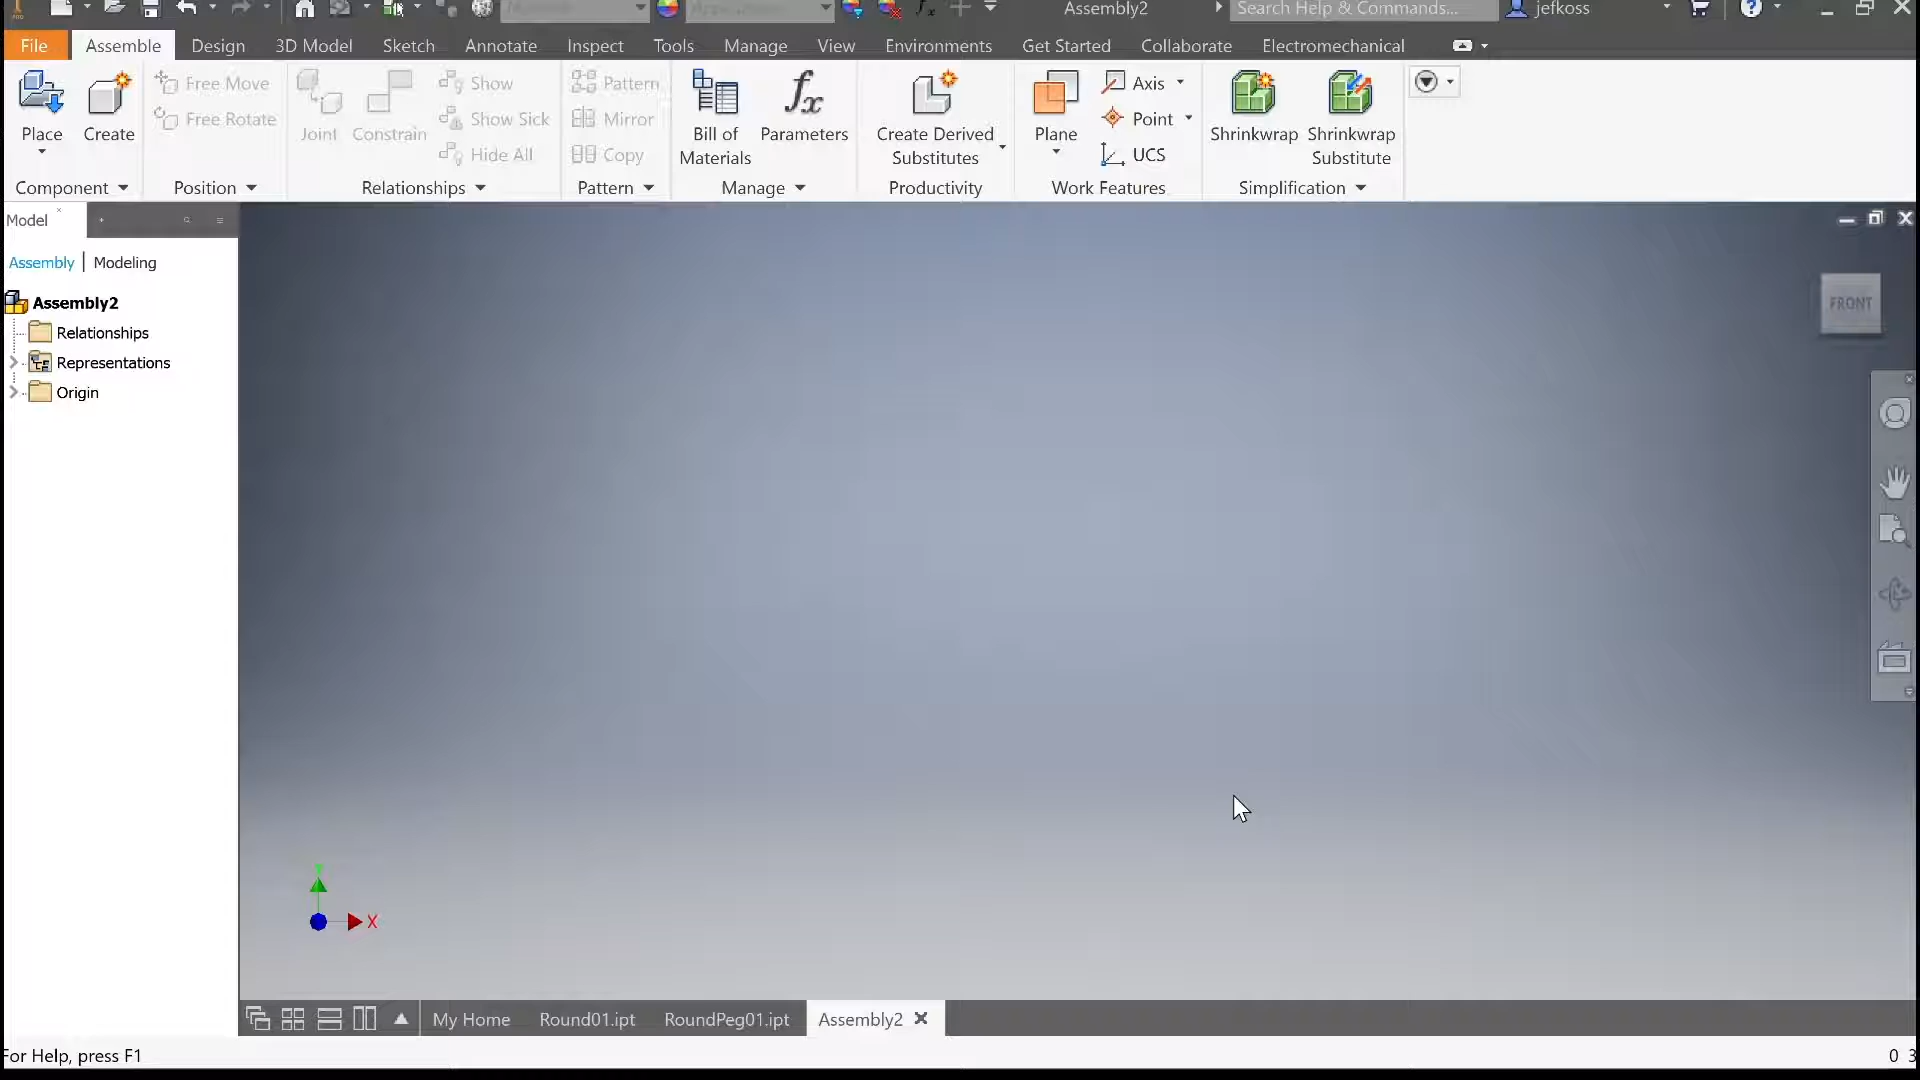 Assembly2
Search Help & Commands...
jefkoss
File
Assemble
Design
3D Model
Sketch
Annotate
Inspect
Tools
Manage
View
Environments
Get Started
Collaborate
Electromechanical
Place
Create
Free Move
Free Rotate
Joint
Constrain
Show
Show Sick
Hide All
Pattern
Mirror
Copy
Bill of
Materials
Parameters
Create Derived
Substitutes
Plane
Axis
Point
UCS
Shrinkwrap
Shrinkwrap
Substitute
Component
Position
Relationships
Pattern
Manage
Productivity
Work Features
Simplification
Model
Assembly | Modeling
Assembly2
Relationships
Representations
Origin
FRONT
Y
X
My Home
Round01.ipt
RoundPeg01.ipt
Assembly2
For Help, press F1
0 3